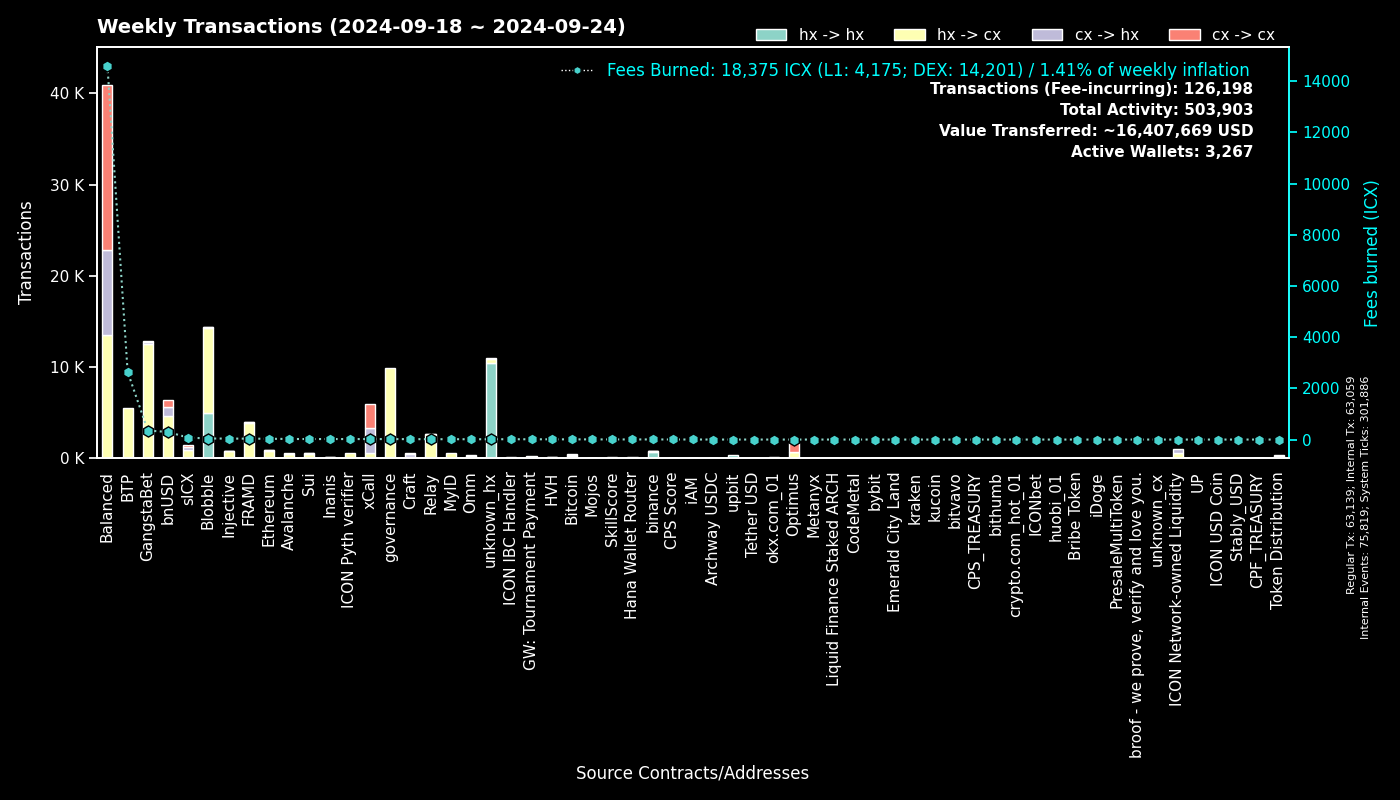 Weekly Transactions (2024-09-18 ~ 2024-09-24)
hx -> hx
hx -> cx
cx -> hx
cx -> cx
Fees Burned: 18,375 ICX (L1: 4,175; DEX: 14,201) / 1.41% of weekly inflation
Transactions (Fee-incurring): 126,198
Total Activity: 503,903
Value Transferred: ~16,407,669 USD
Active Wallets: 3,267
Transactions
40 K
30 K
20 K
10 K
0 K
14000
12000
10000
8000
6000
4000
2000
0
Fees burned (ICX)
Regular Tx: 63,139; Internal Tx: 63,059
Internal Events: 75,819; System Ticks: 301,886
Balanced
BTP
GangstaBet
bnUSD
sICX
Blobble
Injective
FRAMD
Ethereum
Avalanche
Sui
Inanis
ICON Pyth verifier
xCall
governance
Craft
Relay
MyID
Omm
unknown_hx
ICON IBC Handler
GW: Tournament Payment
HVH
Bitcoin
Mojos
SkillScore
Hana Wallet Router
binance
CPS Score
iAM
Archway USDC
upbit
Tether USD
okx.com_01
Optimus
Metanyx
Liquid Finance Staked ARCH
CodeMetal
bybit
Emerald City Land
kraken
kucoin
bitvavo
CPS_TREASURY
bithumb
crypto.com_hot_01
ICONbet
huobi_01
Bribe Token
iDoge
PresaleMultiToken
broof - we prove, verify and love you.
unknown_cx
ICON Network-owned Liquidity
UP
ICON USD Coin
Stably_USD
CPF_TREASURY
Token Distribution
Source Contracts/Addresses